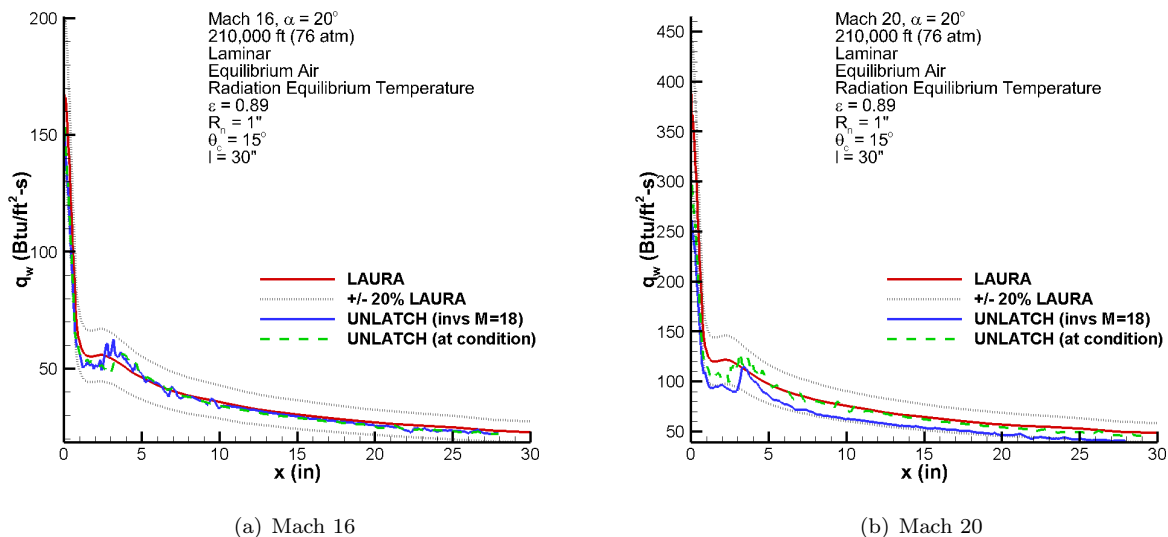 Mach 16, α = 20°
210,000 ft (76 atm)
Laminar
Equilibrium Air
Radiation Equilibrium Temperature
ε = 0.89
Rn = 1"
θc = 15°
l = 30"
200
150
100
50
qw (Btu/ft²-s)
LAURA
+/- 20% LAURA
UNLATCH (invs M=18)
UNLATCH (at condition)
0
5
10
15
20
25
30
x (in)
(a) Mach 16
Mach 20, α = 20°
210,000 ft (76 atm)
Laminar
Equilibrium Air
Radiation Equilibrium Temperature
ε = 0.89
Rn = 1"
θc = 15°
l = 30"
450
400
350
300
250
200
150
100
50
qw (Btu/ft²-s)
LAURA
+/- 20% LAURA
UNLATCH (invs M=18)
UNLATCH (at condition)
0
5
10
15
20
25
30
x (in)
(b) Mach 20